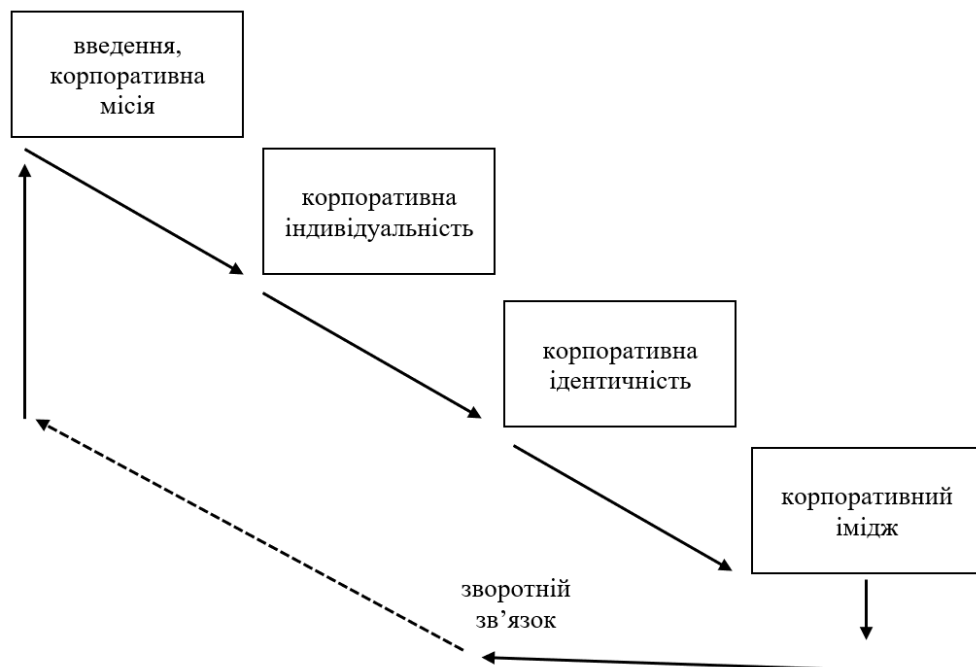 введення,
корпоративна
місія
корпоративна
індивідуальність
корпоративна
ідентичність
корпоративний
імідж
зворотній
зв’язок